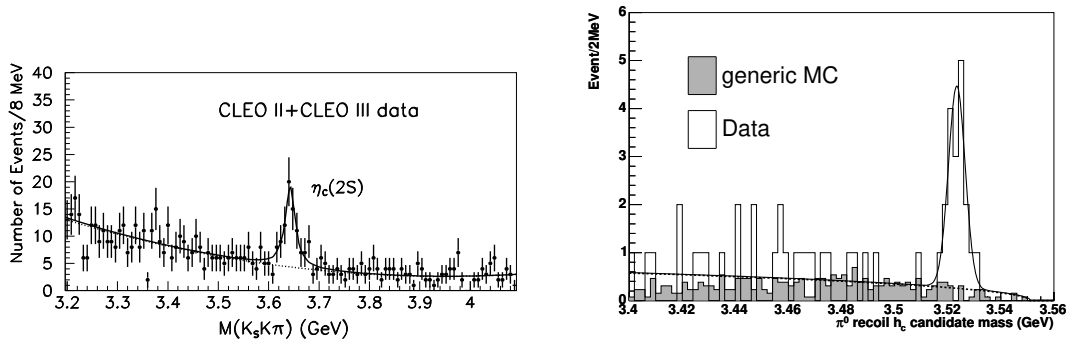 Number of Events/8 MeV
40
35
30
25
20
15
10
5
0
CLEO II+CLEO III data
η_c(2S)
3.2 3.3 3.4 3.5 3.6 3.7 3.8 3.9 4
M(K_SKπ) (GeV)
Event/2MeV
6
5
4
3
2
1
0
generic MC
Data
3.4 3.42 3.44 3.46 3.48 3.5 3.52 3.54 3.56
π⁰ recoil h_c candidate mass (GeV)